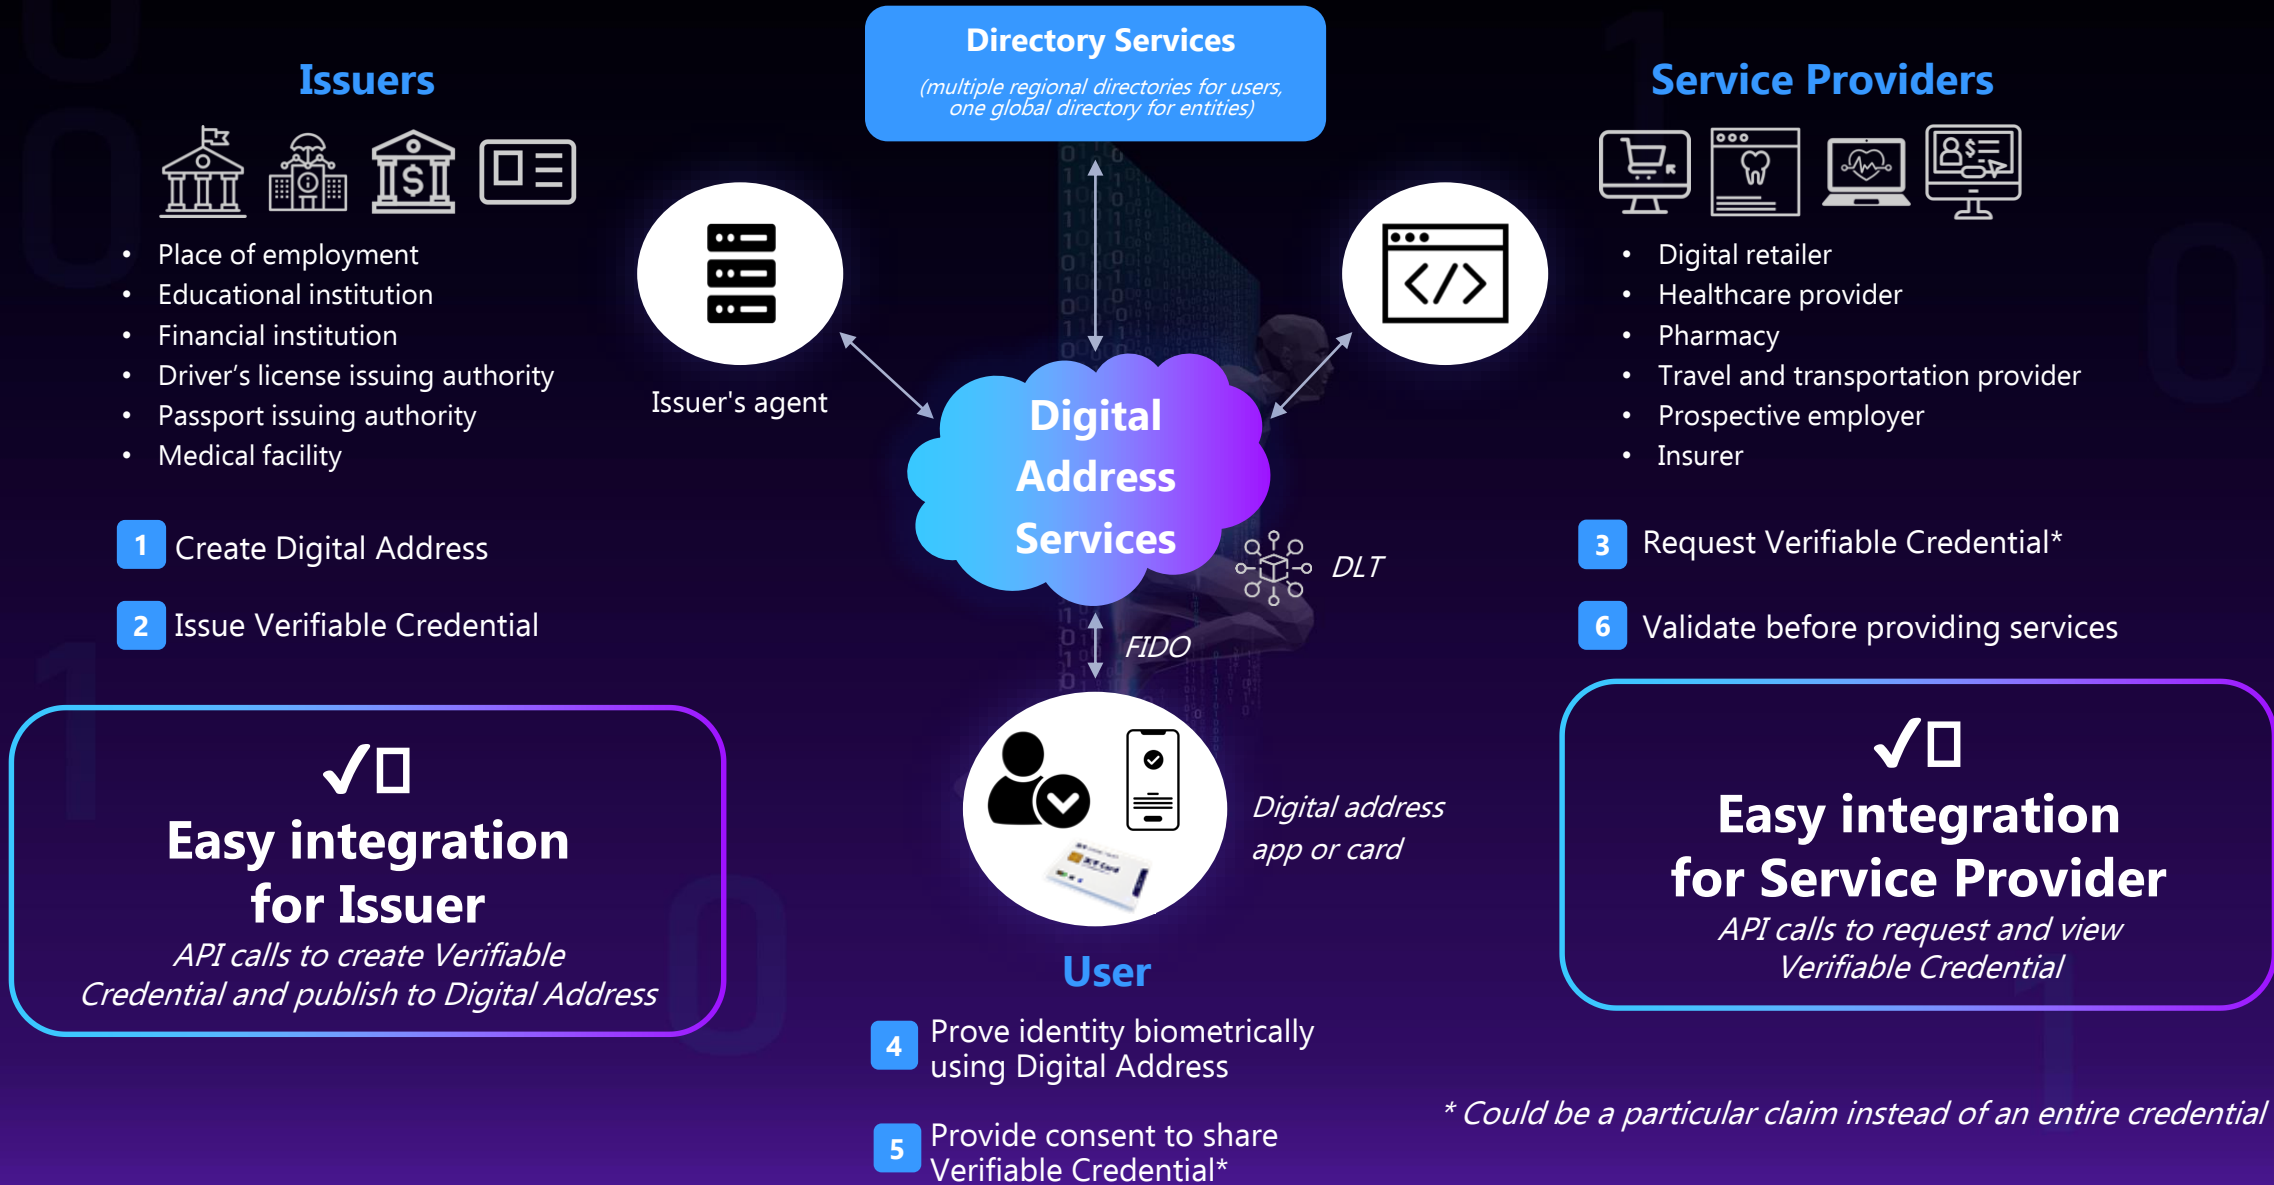 Directory Services
(multiple regional directories for users,
one global directory for entities)
Issuers
• Place of employment
• Educational institution
• Financial institution
• Driver’s license issuing authority
• Passport issuing authority
• Medical facility
1 Create Digital Address
2 Issue Verifiable Credential
✓▯
Easy integration
for Issuer
API calls to create Verifiable
Credential and publish to Digital Address
Issuer's agent
Digital
Address
Services
DLT
FIDO
Digital address
app or card
User
4 Prove identity biometrically
using Digital Address
5 Provide consent to share
Verifiable Credential*
Service Providers
• Digital retailer
• Healthcare provider
• Pharmacy
• Travel and transportation provider
• Prospective employer
• Insurer
3 Request Verifiable Credential*
6 Validate before providing services
✓▯
Easy integration
for Service Provider
API calls to request and view
Verifiable Credential
* Could be a particular claim instead of an entire credential